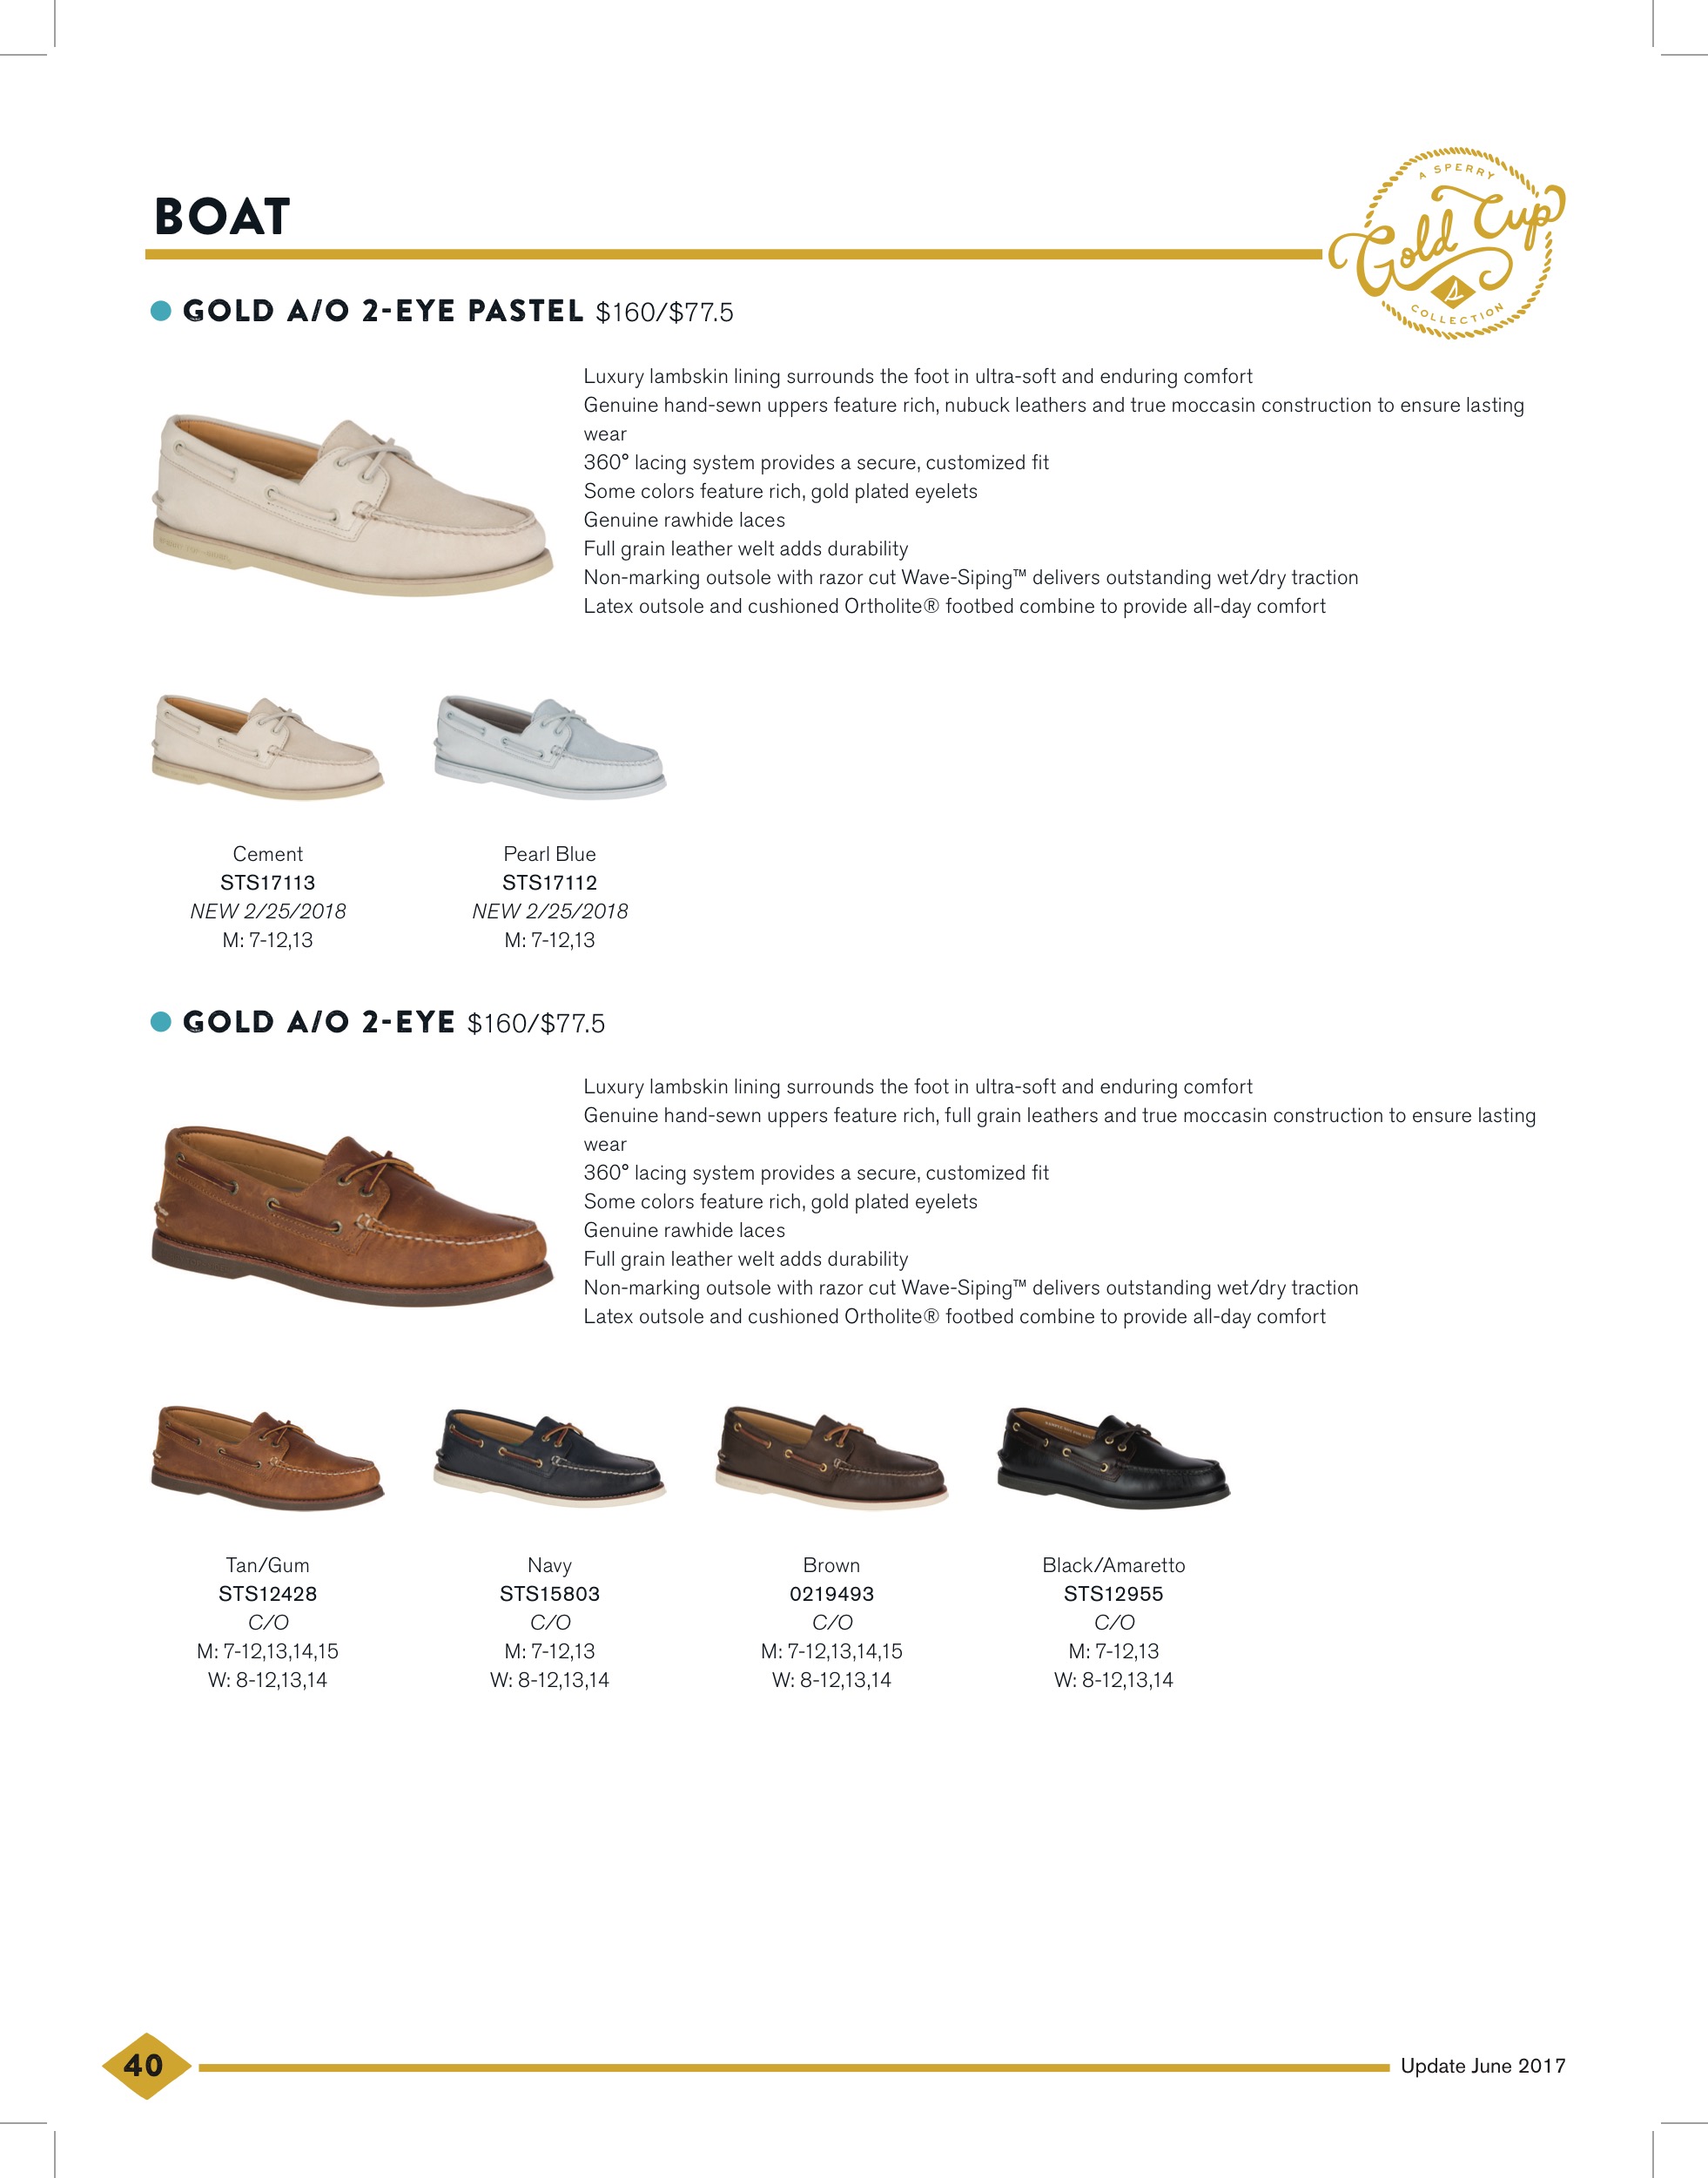 BOAT
A SPERRY
Gold Cup
COLLECTION
GOLD A/O 2-EYE PASTEL $160/$77.5
Luxury lambskin lining surrounds the foot in ultra-soft and enduring comfort
Genuine hand-sewn uppers feature rich, nubuck leathers and true moccasin construction to ensure lasting
wear
360° lacing system provides a secure, customized fit
Some colors feature rich, gold plated eyelets
Genuine rawhide laces
Full grain leather welt adds durability
Non-marking outsole with razor cut Wave-Siping™ delivers outstanding wet/dry traction
Latex outsole and cushioned Ortholite® footbed combine to provide all-day comfort
Cement
STS17113
NEW 2/25/2018
M: 7-12,13
Pearl Blue
STS17112
NEW 2/25/2018
M: 7-12,13
GOLD A/O 2-EYE $160/$77.5
Luxury lambskin lining surrounds the foot in ultra-soft and enduring comfort
Genuine hand-sewn uppers feature rich, full grain leathers and true moccasin construction to ensure lasting
wear
360° lacing system provides a secure, customized fit
Some colors feature rich, gold plated eyelets
Genuine rawhide laces
Full grain leather welt adds durability
Non-marking outsole with razor cut Wave-Siping™ delivers outstanding wet/dry traction
Latex outsole and cushioned Ortholite® footbed combine to provide all-day comfort
Tan/Gum
STS12428
C/O
M: 7-12,13,14,15
W: 8-12,13,14
Navy
STS15803
C/O
M: 7-12,13
W: 8-12,13,14
Brown
0219493
C/O
M: 7-12,13,14,15
W: 8-12,13,14
Black/Amaretto
STS12955
C/O
M: 7-12,13
W: 8-12,13,14
40
Update June 2017